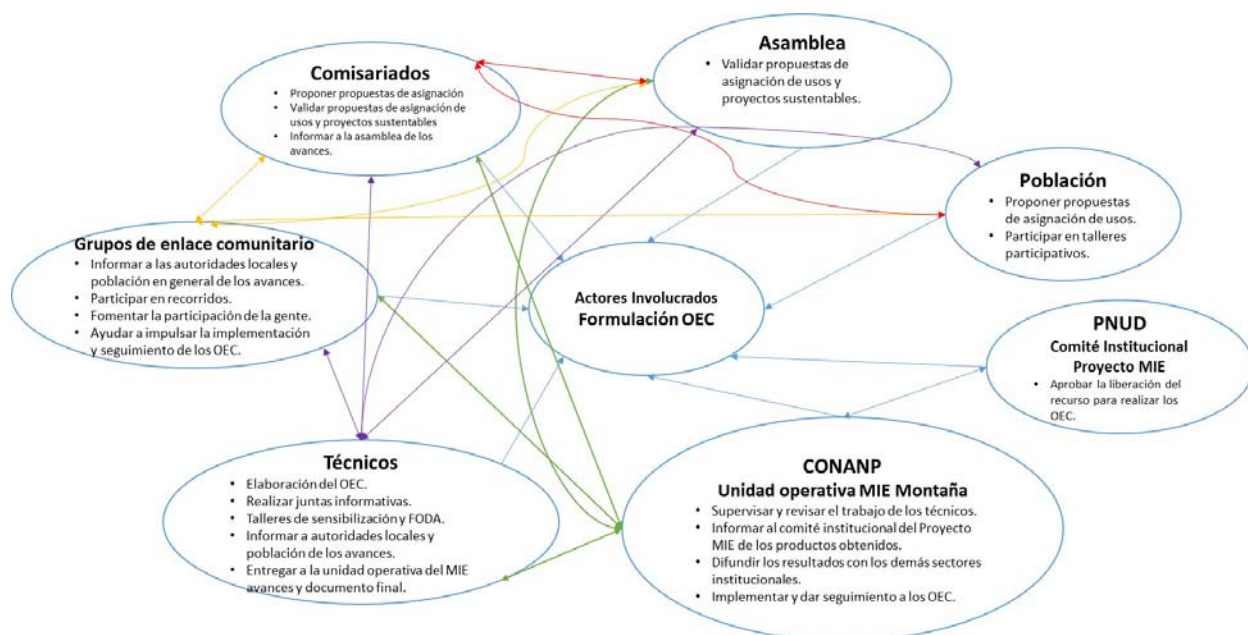 Asamblea
• Validar propuestas de
asignación de usos y
proyectos sustentables.
Comisariados
• Proponer propuestas de asignación
• Validar propuestas de asignación de
usos y proyectos sustentables
• Informar a la asamblea de los
avances.
Población
• Proponer propuestas
de asignación de usos.
• Participar en talleres
participativos.
Grupos de enlace comunitario
• Informar a las autoridades locales y
población en general de los avances.
• Participar en recorridos.
• Fomentar la participación de la gente.
• Ayudar a impulsar la implementación
y seguimiento de los OEC.
Actores Involucrados
Formulación OEC
PNUD
Comité Institucional
Proyecto MIE
• Aprobar la liberación del
recurso para realizar los
OEC.
Técnicos
• Elaboración del OEC.
• Realizar juntas informativas.
• Talleres de sensibilización y FODA.
• Informar a autoridades locales y
población de los avances.
• Entregar a la unidad operativa del MIE
avances y documento final.
CONANP
Unidad operativa MIE Montaña
• Supervisar y revisar el trabajo de los técnicos.
• Informar al comité institucional del Proyecto
MIE de los productos obtenidos.
• Difundir los resultados con los demás sectores
institucionales.
• Implementar y dar seguimiento a los OEC.